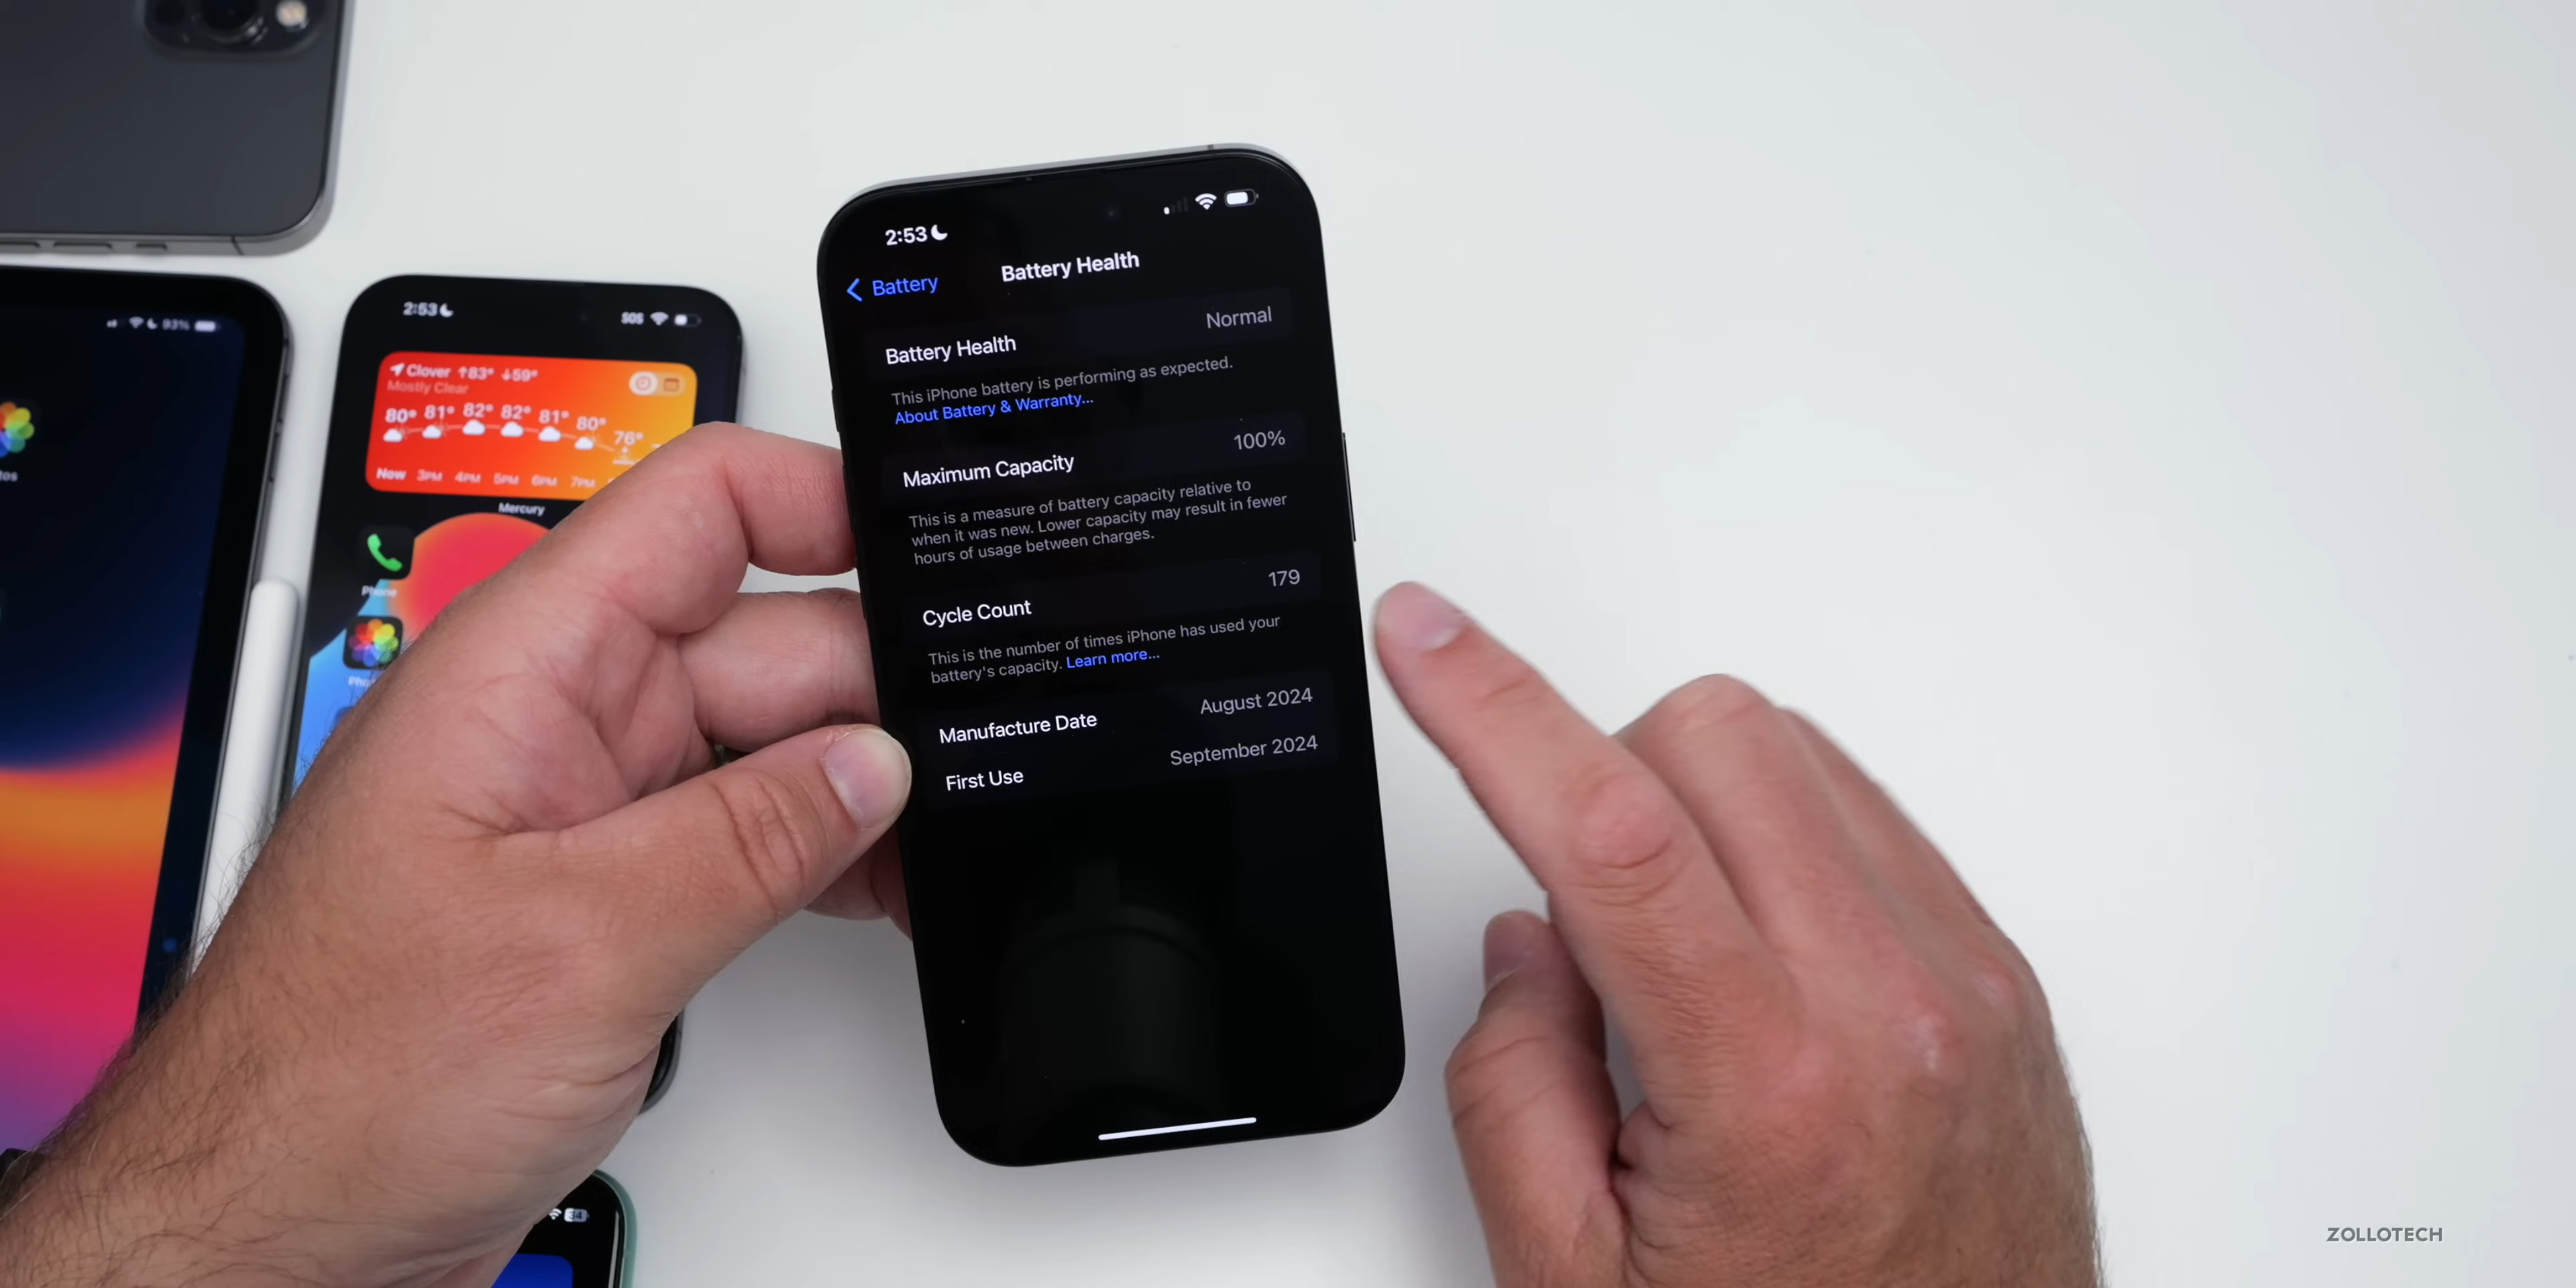 2:53
Battery
Battery Health
Battery Health
Normal
This iPhone battery is performing as expected.
About Battery & Warranty...
Maximum Capacity
100%
This is a measure of battery capacity relative to
when it was new. Lower capacity may result in fewer
hours of usage between charges.
Cycle Count
179
This is the number of times iPhone has used your
battery's capacity. Learn more...
Manufacture Date
August 2024
First Use
September 2024
93%
2:53
SOS
Clover ↑83° ↓59°
Mostly Clear
80° 81° 82° 82° 81° 80° 76°
Now 3PM 4PM 5PM 6PM 7PM
Mercury
Phone
34
ZOLLOTECH